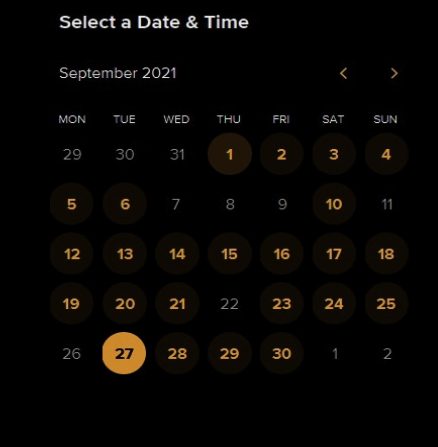 Select a Date & Time
September 2021
MON TUE WED THU FRI SAT SUN
29 30 31 1 2 3 4
5 6 7 8 9 10 11
12 13 14 15 16 17 18
19 20 21 22 23 24 25
26 27 28 29 30 1 2